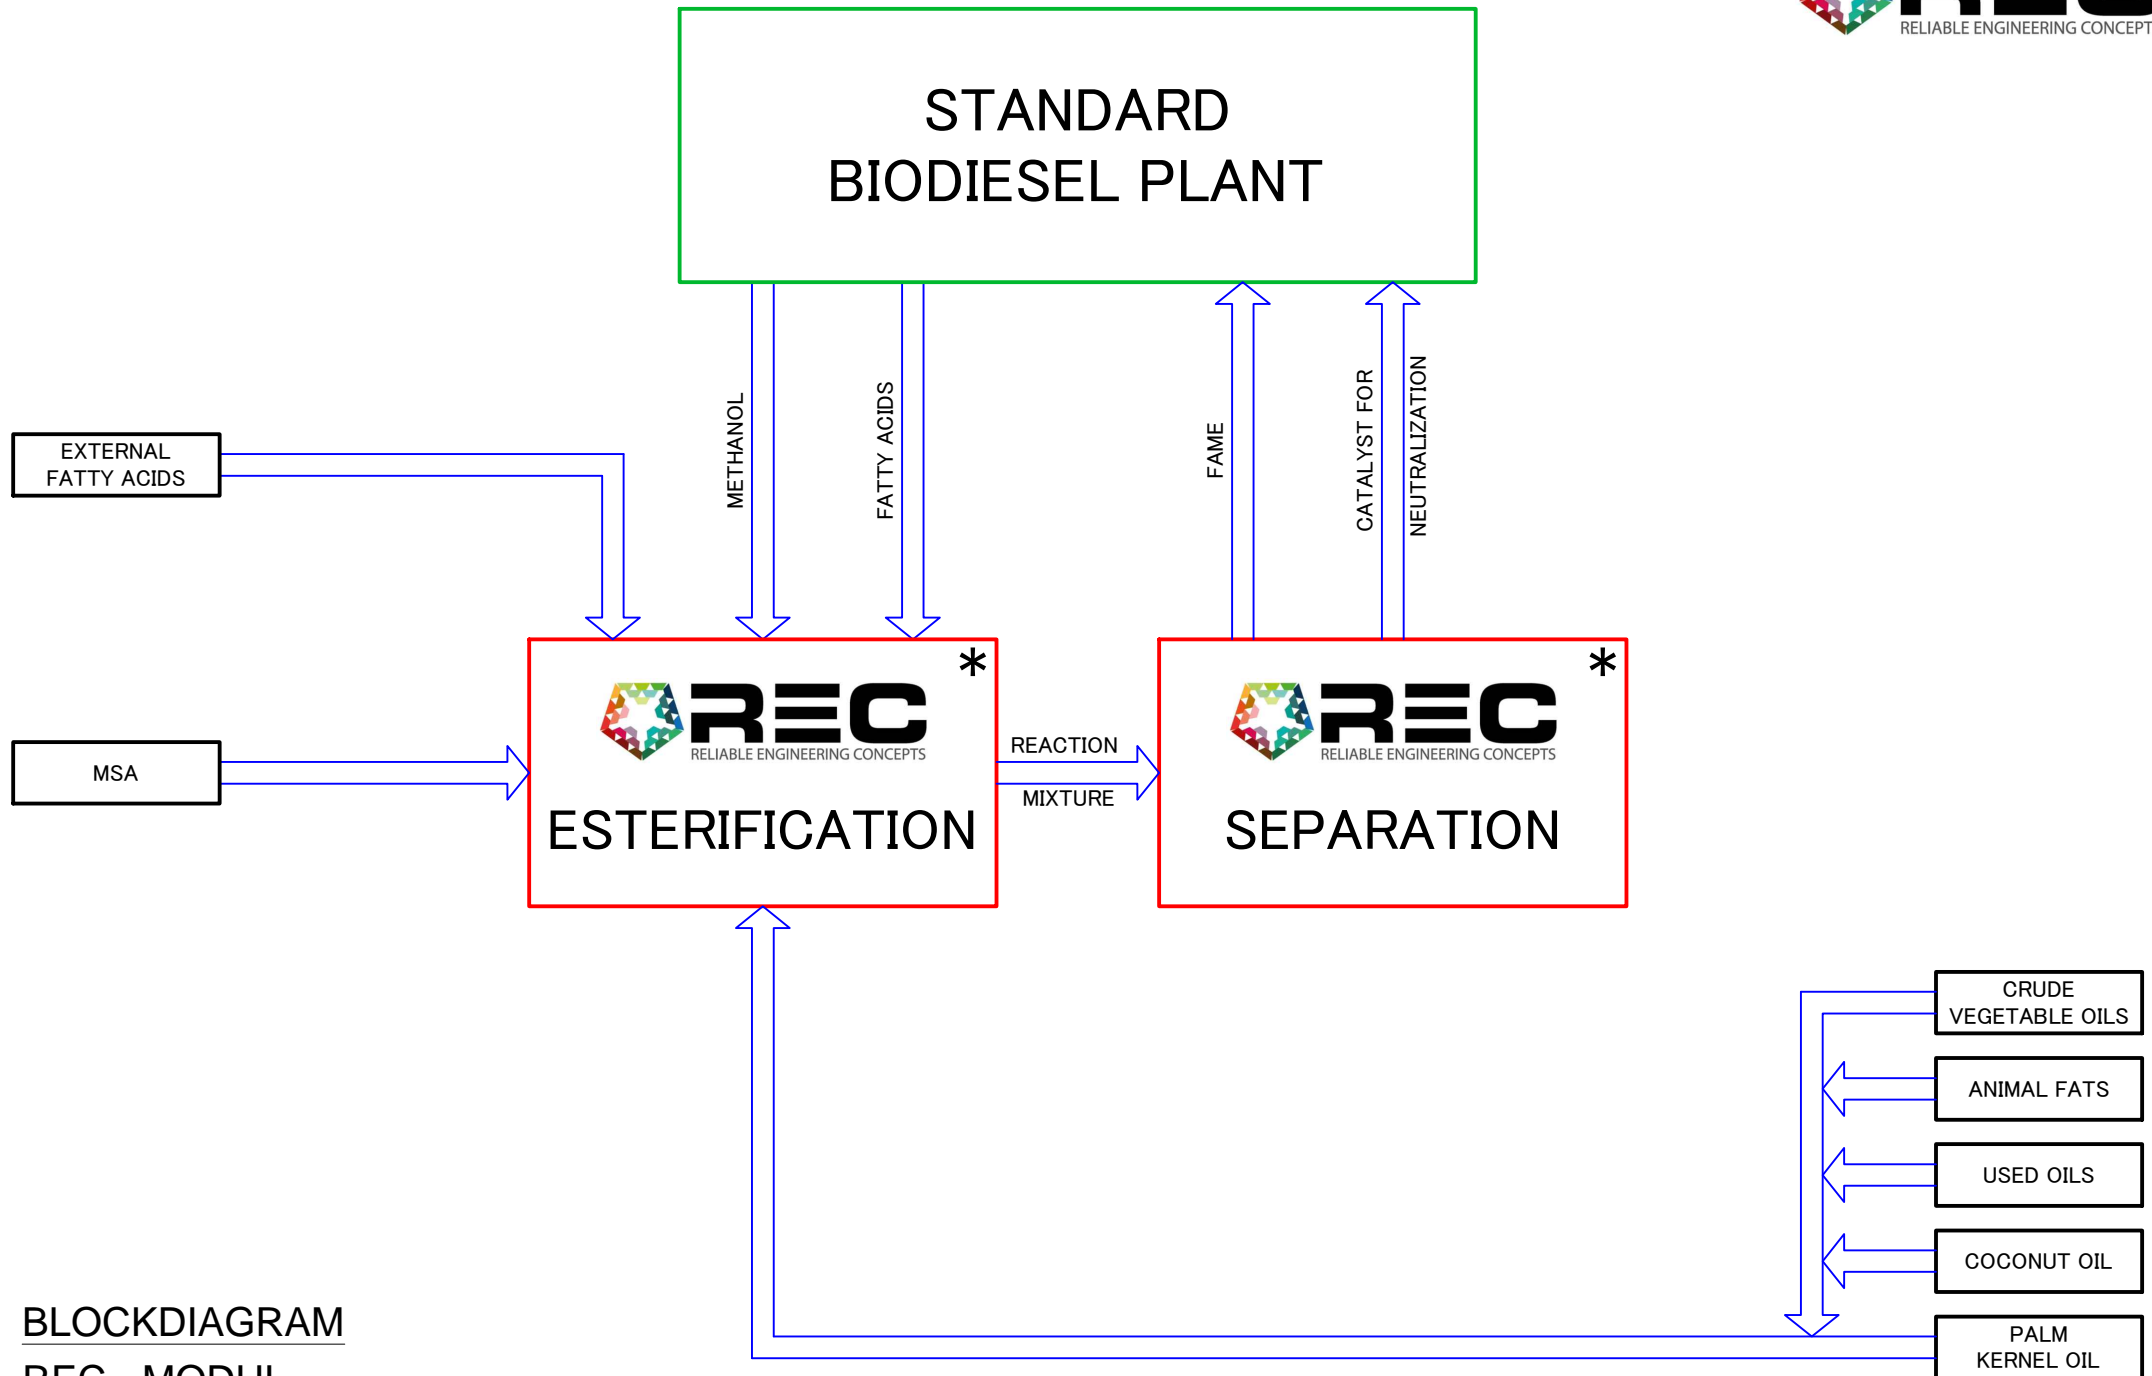 RELIABLE ENGINEERING CONCEPT
STANDARD
BIODIESEL PLANT
METHANOL
FATTY ACIDS
FAME
CATALYST FOR
NEUTRALIZATION
EXTERNAL
FATTY ACIDS
MSA
*
REC
RELIABLE ENGINEERING CONCEPTS
ESTERIFICATION
REACTION
MIXTURE
*
REC
RELIABLE ENGINEERING CONCEPTS
SEPARATION
CRUDE
VEGETABLE OILS
ANIMAL FATS
USED OILS
COCONUT OIL
PALM
KERNEL OIL
BLOCKDIAGRAM